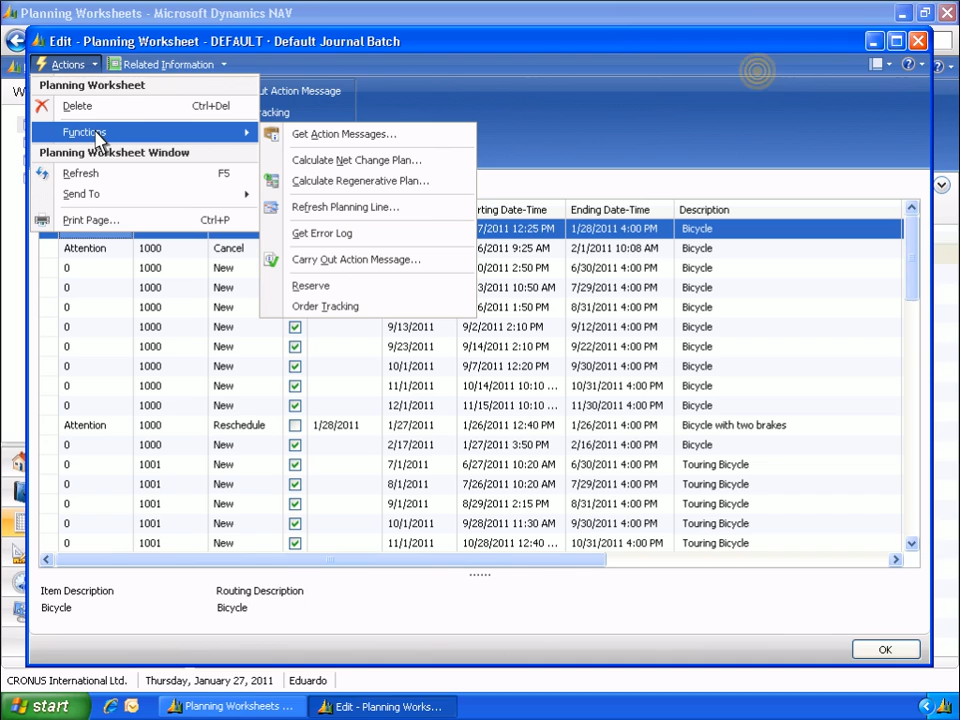 Planning Worksheets - Microsoft Dynamics NAV
Edit - Planning Worksheet - DEFAULT · Default Journal Batch
Actions Related Information
Planning Worksheet
ut Action Message
Delete Ctrl+Del
acking
Functions
Get Action Messages...
Planning Worksheet Window
Calculate Net Change Plan...
Refresh F5
Calculate Regenerative Plan...
Send To
Refresh Planning Line...
Print Page... Ctrl+P
Get Error Log
Carry Out Action Message...
Reserve
Order Tracking
rting Date-Time Ending Date-Time Description
7/2011 12:25 PM 1/28/2011 4:00 PM Bicycle
Attention 1000 Cancel 6/2011 9:25 AM 2/1/2011 10:08 AM Bicycle
0 1000 New 0/2011 2:50 PM 6/30/2011 4:00 PM Bicycle
0 1000 New 3/2011 10:50 AM 7/29/2011 4:00 PM Bicycle
0 1000 New 6/2011 1:50 PM 8/31/2011 4:00 PM Bicycle
0 1000 New 9/13/2011 9/2/2011 2:10 PM 9/12/2011 4:00 PM Bicycle
0 1000 New 9/23/2011 9/14/2011 2:10 PM 9/22/2011 4:00 PM Bicycle
0 1000 New 10/1/2011 9/7/2011 12:20 PM 9/30/2011 4:00 PM Bicycle
0 1000 New 11/1/2011 10/14/2011 10:10 ... 10/31/2011 4:00 PM Bicycle
0 1000 New 12/1/2011 11/15/2011 10:10 ... 11/30/2011 4:00 PM Bicycle
Attention 1000 Reschedule 1/28/2011 1/27/2011 1/26/2011 12:40 PM 1/26/2011 4:00 PM Bicycle with two brakes
0 1000 New 2/17/2011 1/27/2011 3:50 PM 2/16/2011 4:00 PM Bicycle
0 1001 New 7/1/2011 6/27/2011 10:20 AM 6/30/2011 4:00 PM Touring Bicycle
0 1001 New 8/1/2011 7/26/2011 10:20 AM 7/29/2011 4:00 PM Touring Bicycle
0 1001 New 9/1/2011 8/29/2011 2:15 PM 8/31/2011 4:00 PM Touring Bicycle
0 1001 New 10/1/2011 9/28/2011 11:30 AM 9/30/2011 4:00 PM Touring Bicycle
0 1001 New 11/1/2011 10/28/2011 12:40 ... 10/31/2011 4:00 PM Touring Bicycle
Item Description Routing Description
Bicycle Bicycle
OK
CRONUS International Ltd. Thursday, January 27, 2011 Eduardo
start Planning Worksheets ... Edit - Planning Works...